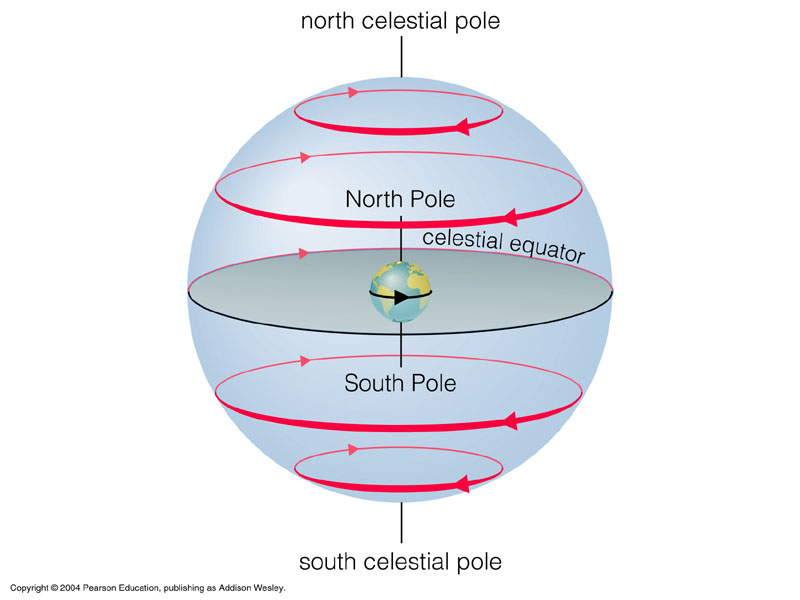 north celestial pole
North Pole
celestial equator
South Pole
south celestial pole
Copyright © 2004 Pearson Education, publishing as Addison Wesley.